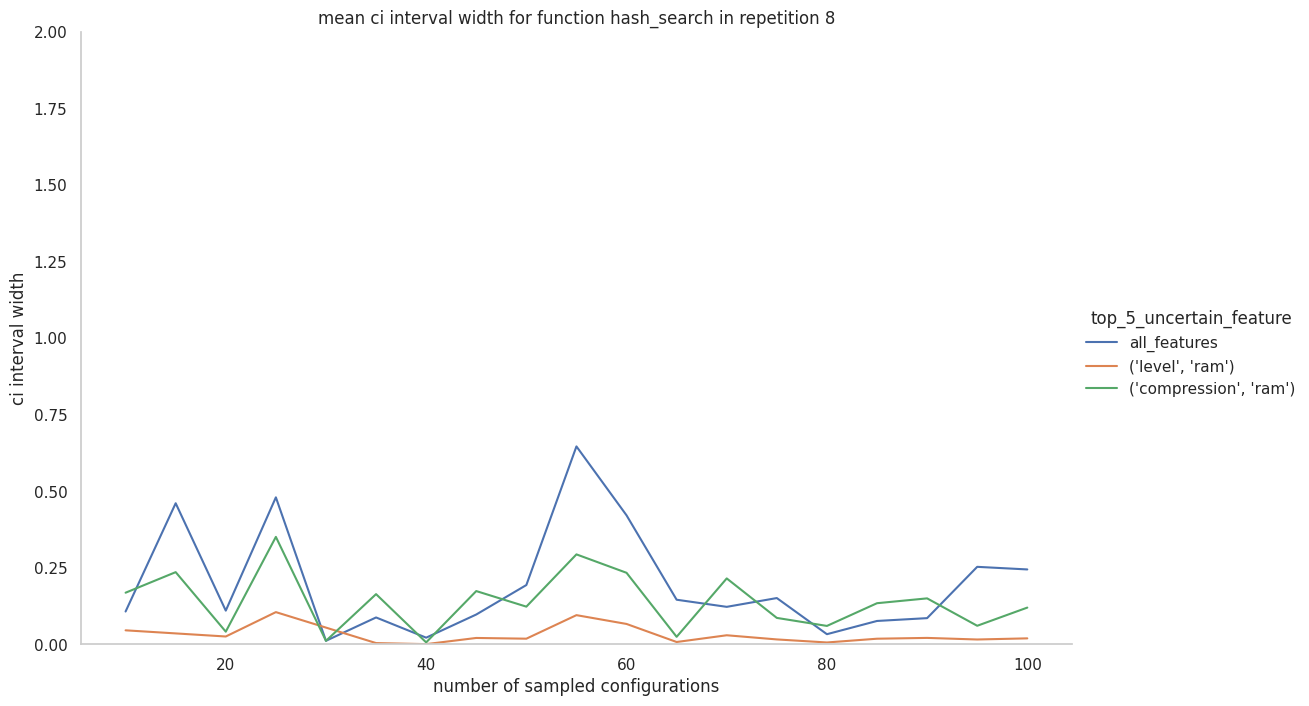 mean ci interval width for function hash_search in repetition 8
2.00
1.75
1.50
1.25
1.00
0.75
0.50
0.25
0.00
ci interval width
20
40
60
80
100
number of sampled configurations
top_5_uncertain_feature
all_features
('level', 'ram')
('compression', 'ram')